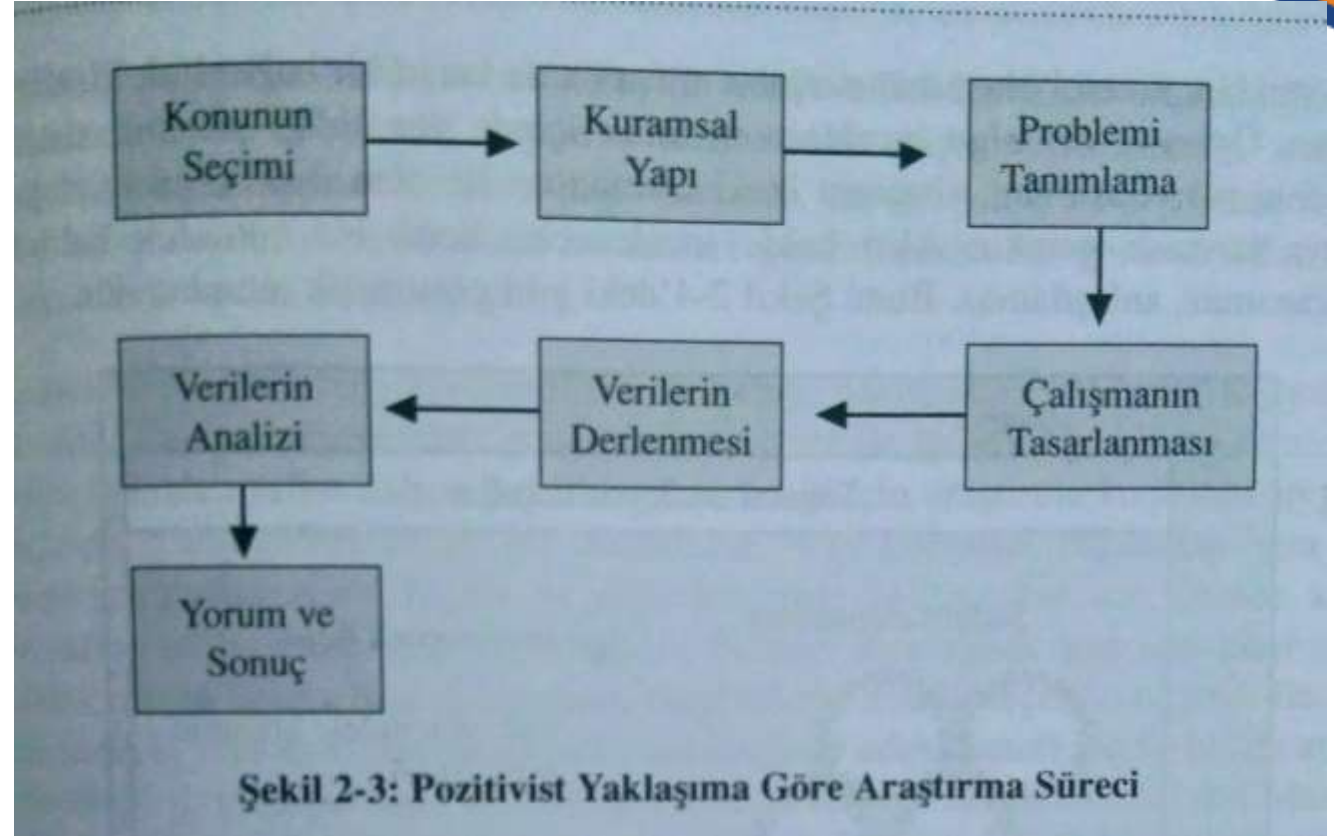 Konunun
Seçimi
Kuramsal
Yapı
Problemi
Tanımlama
Çalışmanın
Tasarlanması
Verilerin
Derlenmesi
Verilerin
Analizi
Yorum ve
Sonuç
Şekil 2-3: Pozitivist Yaklaşıma Göre Araştırma Süreci